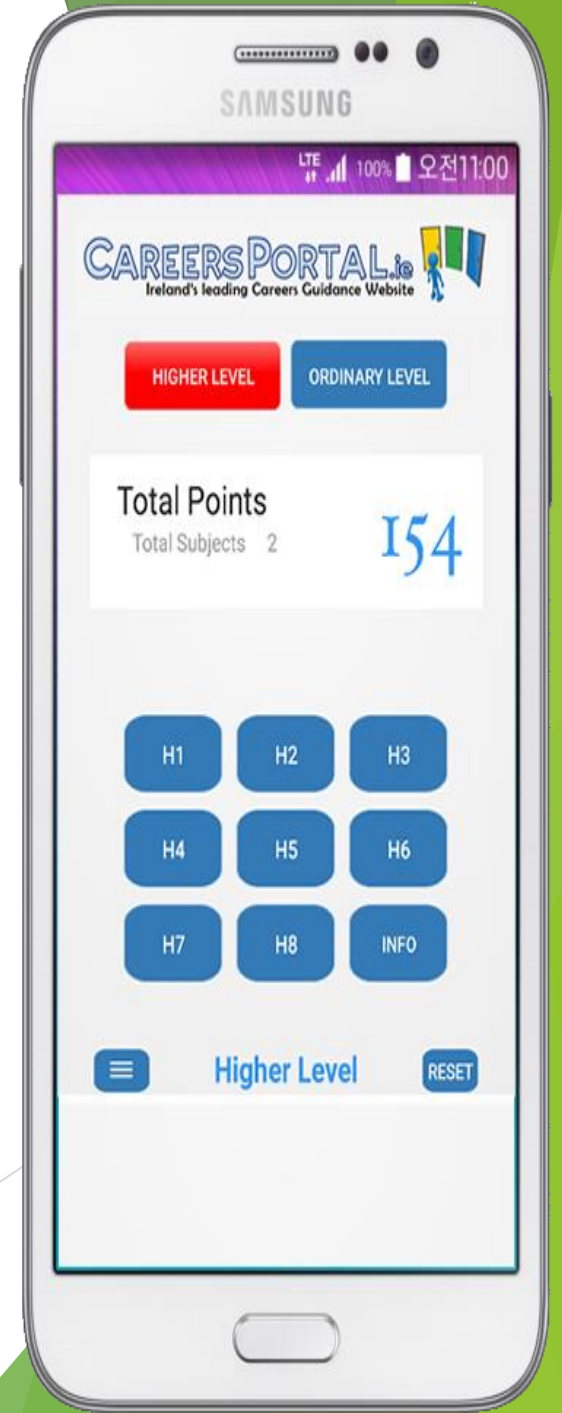 SAMSUNG
LTE 100% 오전11:00
CAREERSPORTAL.ie
Ireland's leading Careers Guidance Website
HIGHER LEVEL ORDINARY LEVEL
Total Points
Total Subjects 2 154
H1 H2 H3
H4 H5 H6
H7 H8 INFO
Higher Level RESET